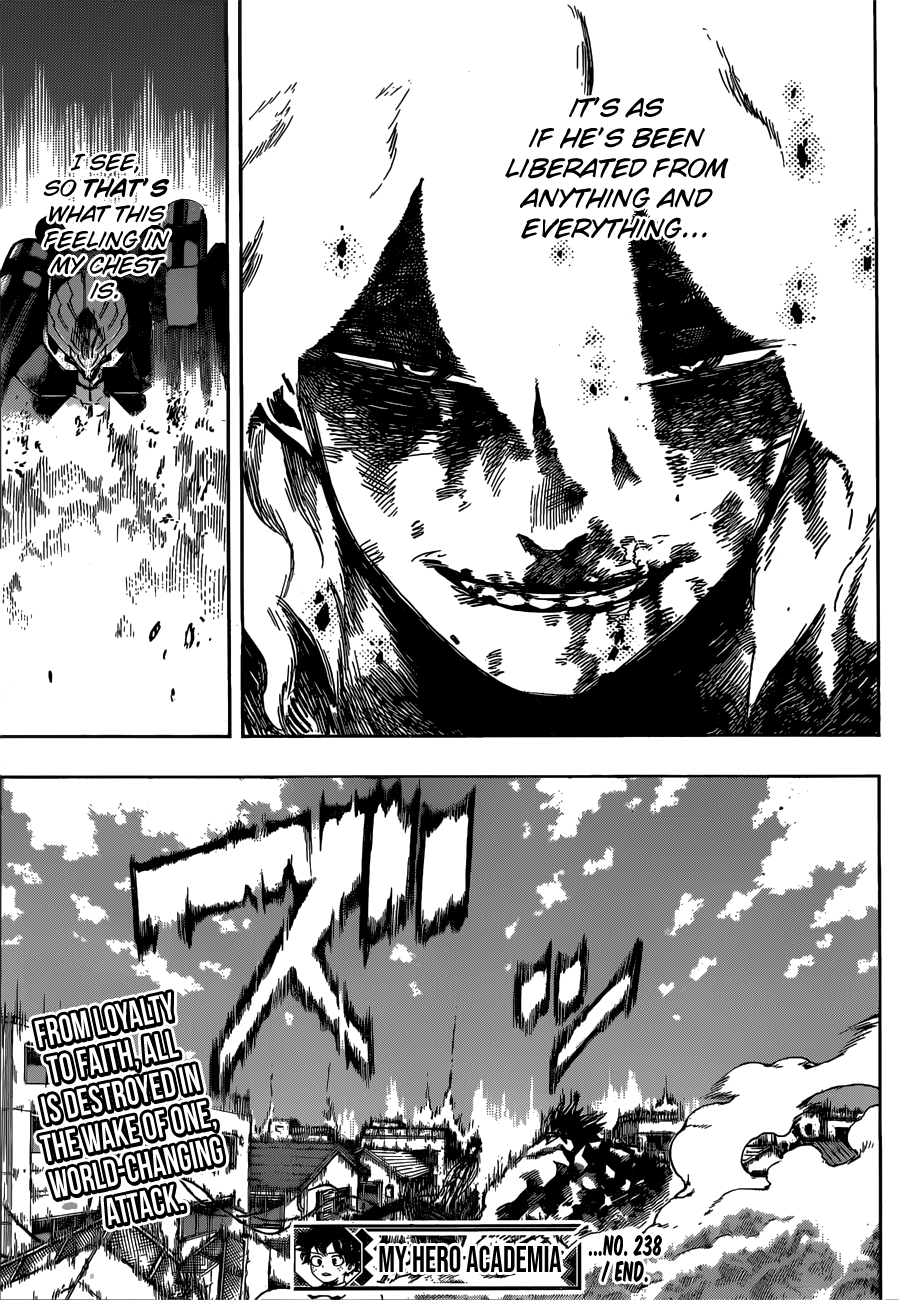 IT'S AS
IF HE'S BEEN
LIBERATED FROM
ANYTHING AND
EVERYTHING...
I SEE,
SO THAT'S
WHAT THIS
FEELING IN
MY CHEST
IS.
ズズッ
FROM LOYALTY
TO FAITH, ALL
IS DESTROYED IN
THE WAKE OF ONE,
WORLD-CHANGING
ATTACK.
MY HERO ACADEMIA
...NO. 238
/ END.